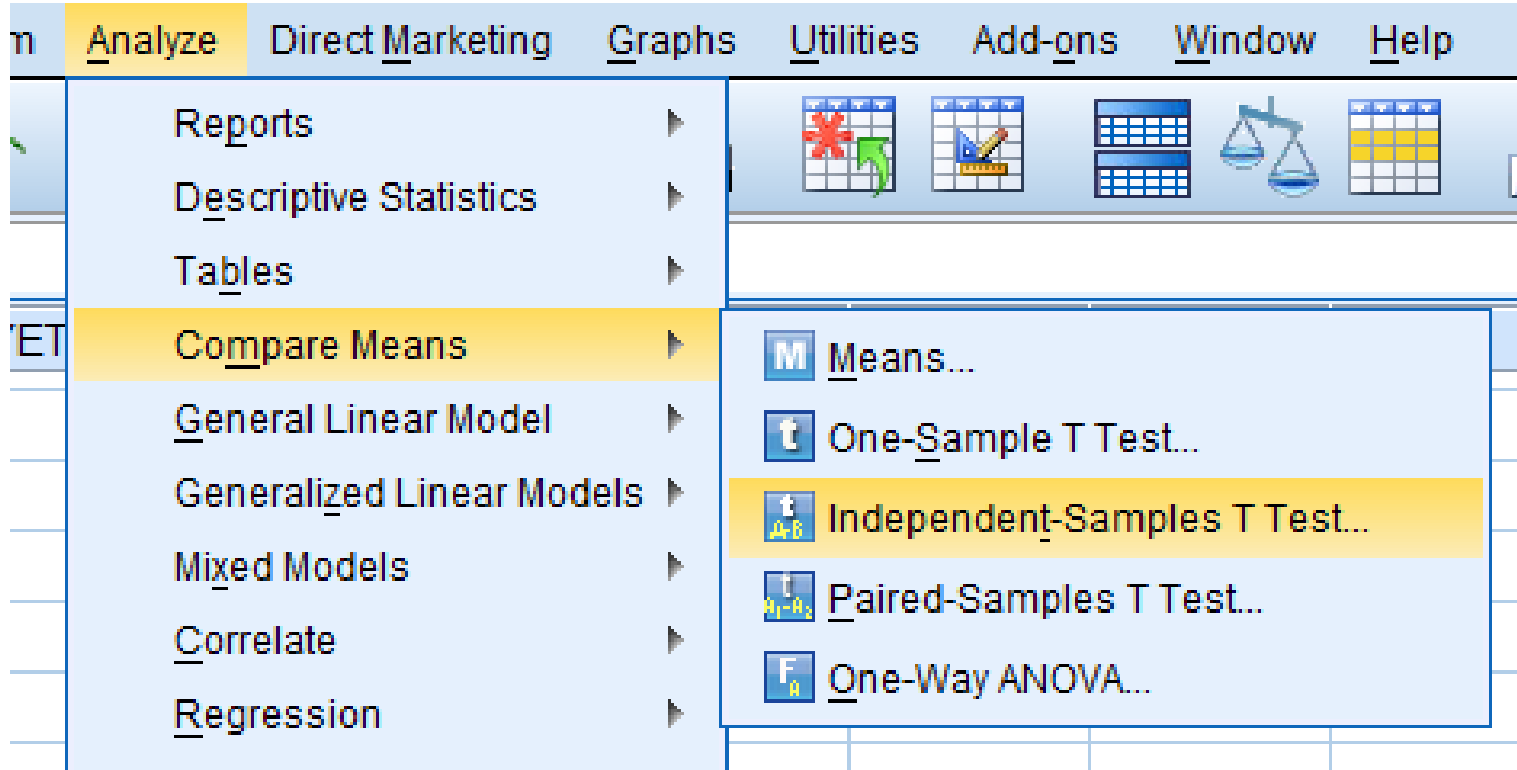 m Analyze Direct Marketing Graphs Utilities Add-ons Window Help
Reports
Descriptive Statistics
Tables
Compare Means
General Linear Model
Generalized Linear Models
Mixed Models
Correlate
Regression
M Means...
t One-Sample T Test...
t A-B Independent-Samples T Test...
t A1-A2 Paired-Samples T Test...
F A One-Way ANOVA...